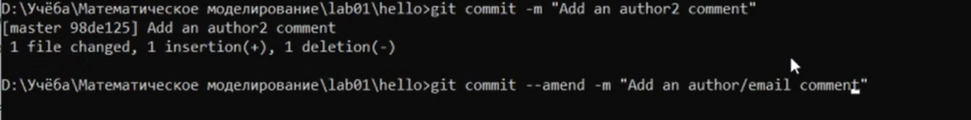 D:\Учёба\Математическое моделирование\lab01\hello>git commit -m "Add an author2 comment"
[master 98de125] Add an author2 comment
1 file changed, 1 insertion(+), 1 deletion(-)
D:\Учёба\Математическое моделирование\lab01\hello>git commit --amend -m "Add an author/email comment"